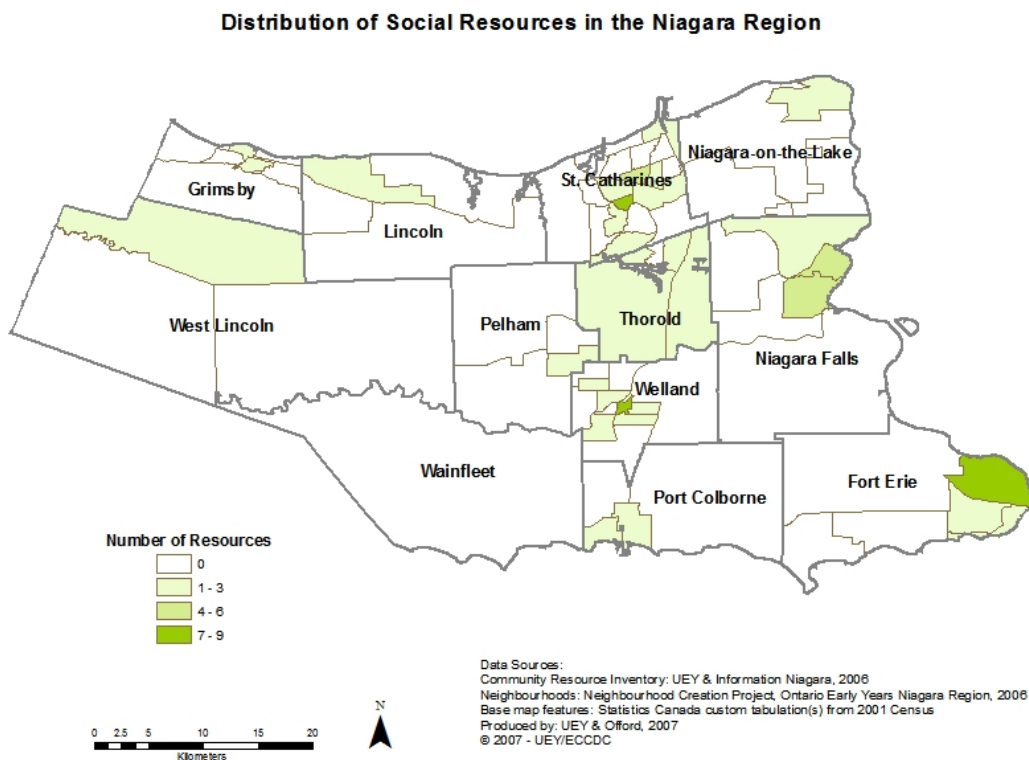 Distribution of Social Resources in the Niagara Region
Niagara-on-the-Lake
St. Catharines
Grimsby
Lincoln
West Lincoln
Pelham
Thorold
Niagara Falls
Welland
Wainfleet
Port Colborne
Fort Erie
Number of Resources
0
1 - 3
4 - 6
7 - 9
Data Sources:
Community Resource Inventory: UEY & Information Niagara, 2006
Neighbourhoods: Neighbourhood Creation Project, Ontario Early Years Niagara Region, 2006
Base map features: Statistics Canada custom tabulation(s) from 2001 Census
Produced by: UEY & Offord, 2007
© 2007 - UEY/ECCDC
N
0 2.5 5 10 15 20
Kilometers